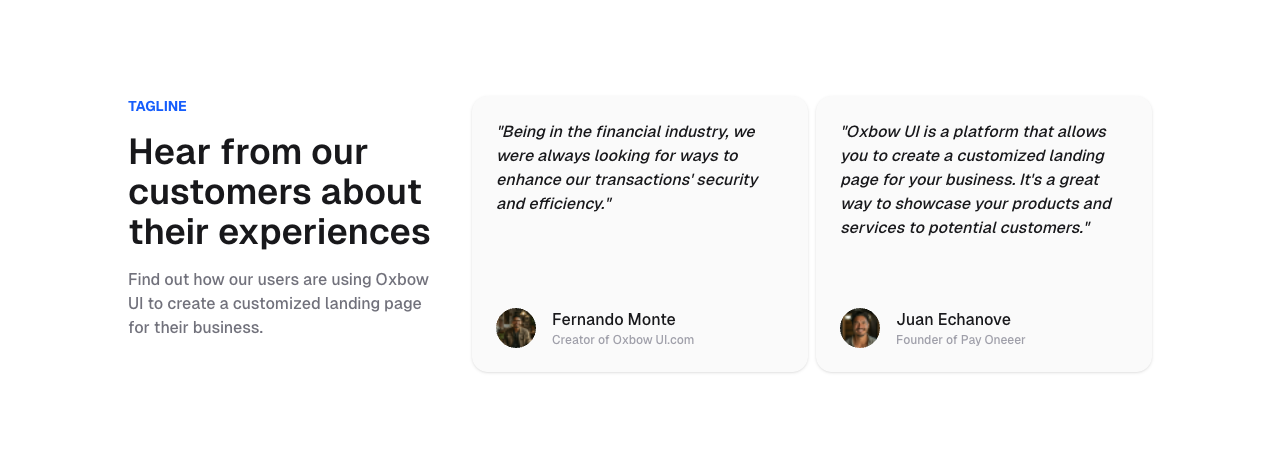 TAGLINE
Hear from our
customers about
their experiences
Find out how our users are using Oxbow
UI to create a customized landing page
for their business.
"Being in the financial industry, we
were always looking for ways to
enhance our transactions' security
and efficiency."
Fernando Monte
Creator of Oxbow UI.com
"Oxbow UI is a platform that allows
you to create a customized landing
page for your business. It's a great
way to showcase your products and
services to potential customers."
Juan Echanove
Founder of Pay Oneeer